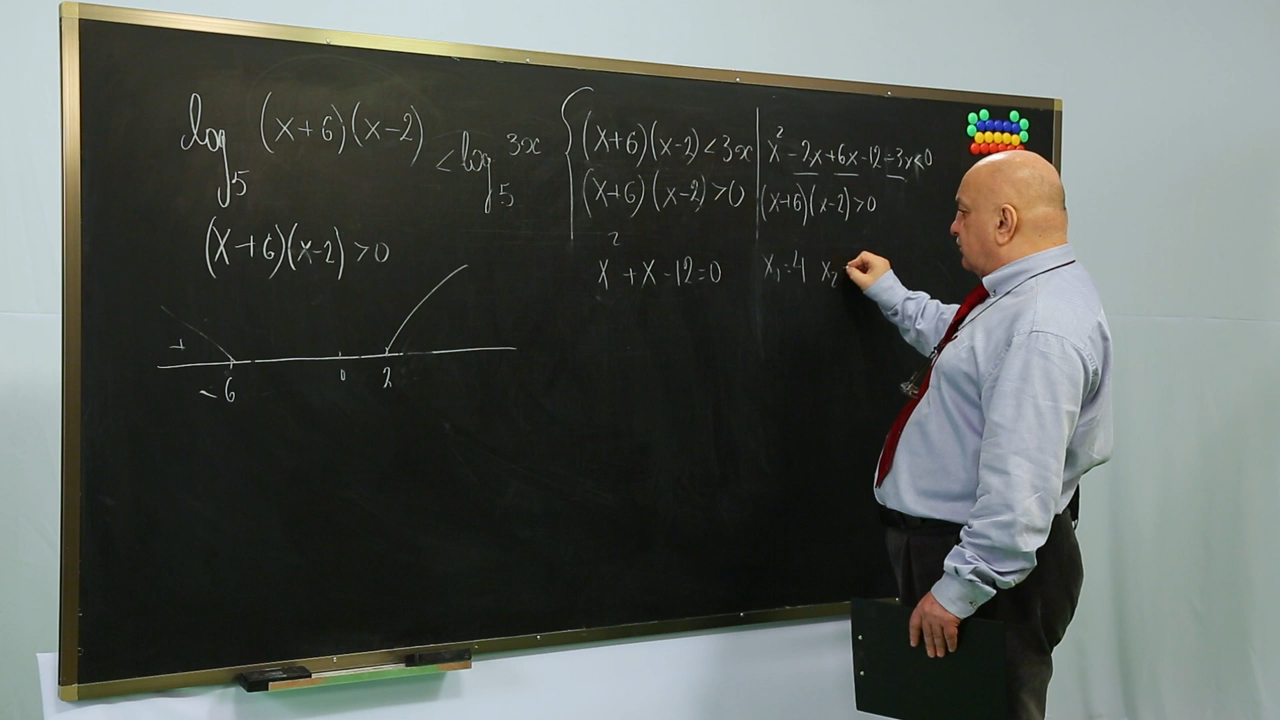 log₅ (x+6)(x-2) < log₅ 3x
(x+6)(x-2) > 0
+
-6 0 2
{ (x+6)(x-2) < 3x
(x+6)(x-2) > 0
x² + x - 12 = 0
x² - 2x + 6x - 12 - 3x < 0
(x+6)(x-2) > 0
x₁ = 4 x₂